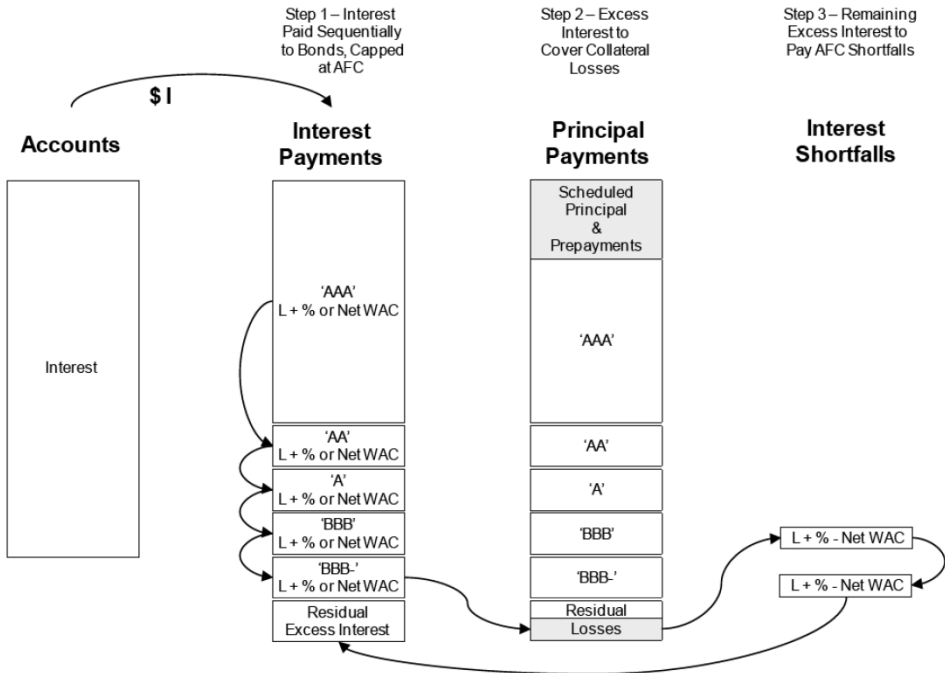 Step 1 – Interest
Paid Sequentially
to Bonds, Capped
at AFC
Step 2 – Excess
Interest to
Cover Collateral
Losses
Step 3 – Remaining
Excess Interest to
Pay AFC Shortfalls
$ I
Accounts
Interest
Payments
Principal
Payments
Interest
Shortfalls
Interest
'AAA'
L + % or Net WAC
'AA'
L + % or Net WAC
'A'
L + % or Net WAC
'BBB'
L + % or Net WAC
'BBB-'
L + % or Net WAC
Residual
Excess Interest
Scheduled
Principal
&
Prepayments
'AAA'
'AA'
'A'
'BBB'
'BBB-'
Residual
Losses
L + % - Net WAC
L + % - Net WAC